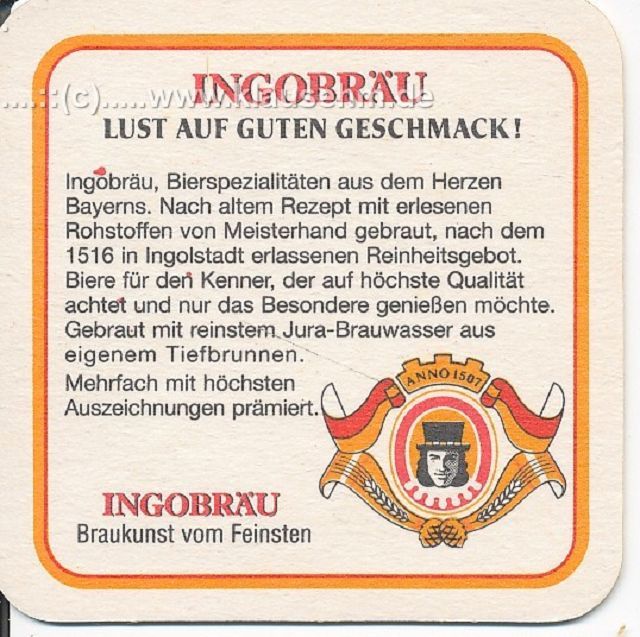 INGOBRÄU
....::(c).....www.klausehm.de
LUST AUF GUTEN GESCHMACK!
Ingobräu, Bierspezialitäten aus dem Herzen
Bayerns. Nach altem Rezept mit erlesenen
Rohstoffen von Meisterhand gebraut, nach dem
1516 in Ingolstadt erlassenen Reinheitsgebot.
Biere für den Kenner, der auf höchste Qualität
achtet und nur das Besondere genießen möchte.
Gebraut mit reinstem Jura-Brauwasser aus
eigenem Tiefbrunnen.
Mehrfach mit höchsten
Auszeichnungen prämiert.
ANNO 1507
INGOBRÄU
Braukunst vom Feinsten